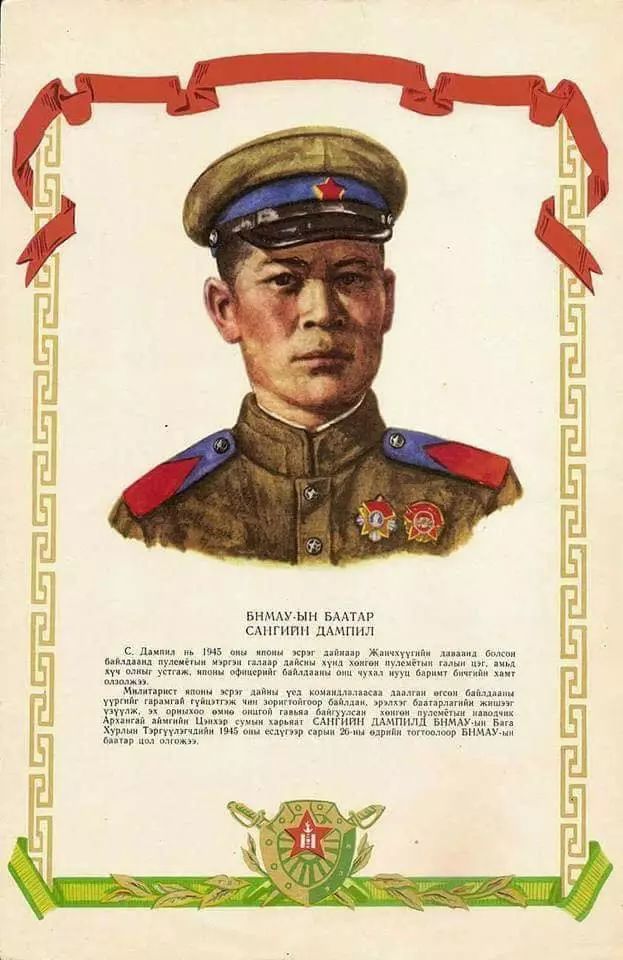 БНМАУ-ЫН БААТАР
САНГИЙН ДАМПИЛ
С. Дампил нь 1945 оны японы эсрэг дайнаар Жанчхүүгийн даваанд болсон
байлдаанд пулемётын мэргэн галаар дайсны хүнд хөнгөн пулемётын галын цэг, амьд
хүч олныг устгаж, японы офицерийг байлдааны онц чухал нууц баримт бичгийн хамт
олзолжээ.
Милитарист японы эсрэг дайны үед командлалаасаа даалган өгсөн байлдааны
үүргийг гарамгай гүйцэтгэж чин зоригтойгоор байлдан, эрэлхэг баатарлагийн жишээг
үзүүлж, эх орныхоо өмнө онцгой гавьяа байгуулсан хөнгөн пулемётын наводчик
Архангай аймгийн Цэнхэр сумын харьяат САНГИЙН ДАМПИЛД БНМАУ-ын Бага
Хурлын Тэргүүлэгчдийн 1945 оны есдүгээр сарын 26-ны өдрийн тогтоолоор БНМАУ-ын
баатар цол олгожээ.